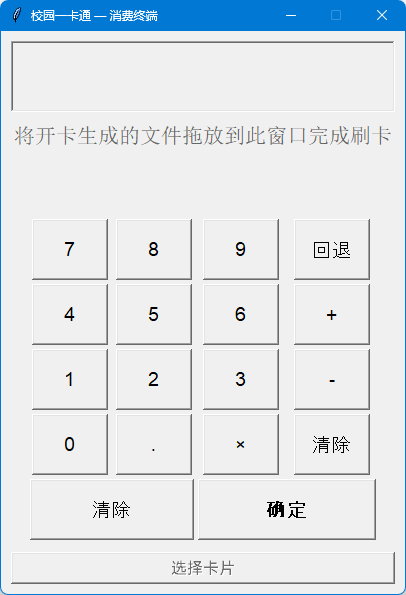 校园一卡通 — 消费终端
将开卡生成的文件拖放到此窗口完成刷卡
7 8 9 回退
4 5 6 +
1 2 3 -
0 . × 清除
清除 确定
选择卡片